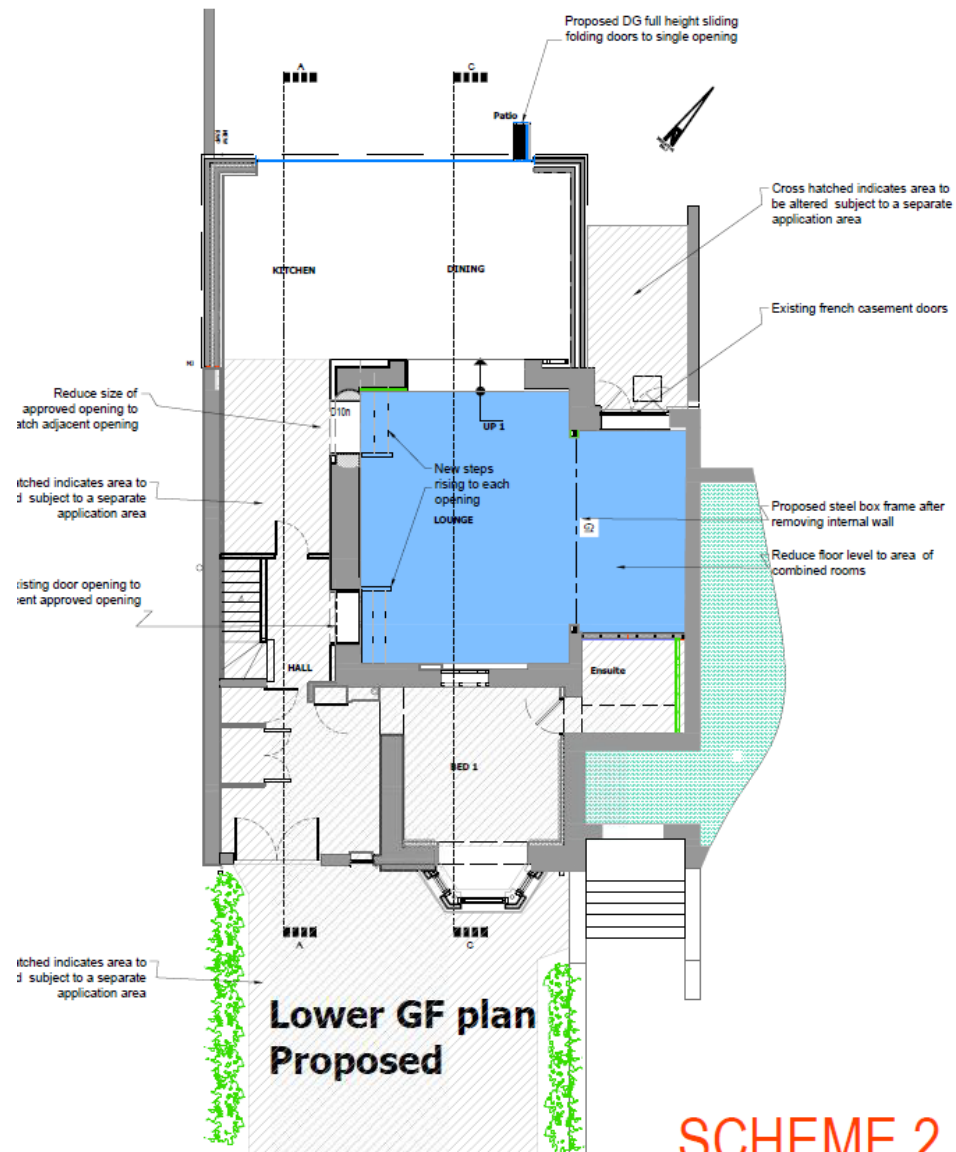 Proposed DG full height sliding
folding doors to single opening
A
C
Patio
Cross hatched indicates area to
be altered subject to a separate
application area
KITCHEN
DINING
Existing french casement doors
Reduce size of
approved opening to
atch adjacent opening
UP 1
New steps
rising to each
opening
LOUNGE
atched indicates area to
d subject to a separate
application area
Proposed steel box frame after
removing internal wall
Reduce floor level to area of
combined rooms
xisting door opening to
cent approved opening
HALL
Ensuite
BED 1
A
C
atched indicates area to
d subject to a separate
application area
Lower GF plan
Proposed
SCHEME 2